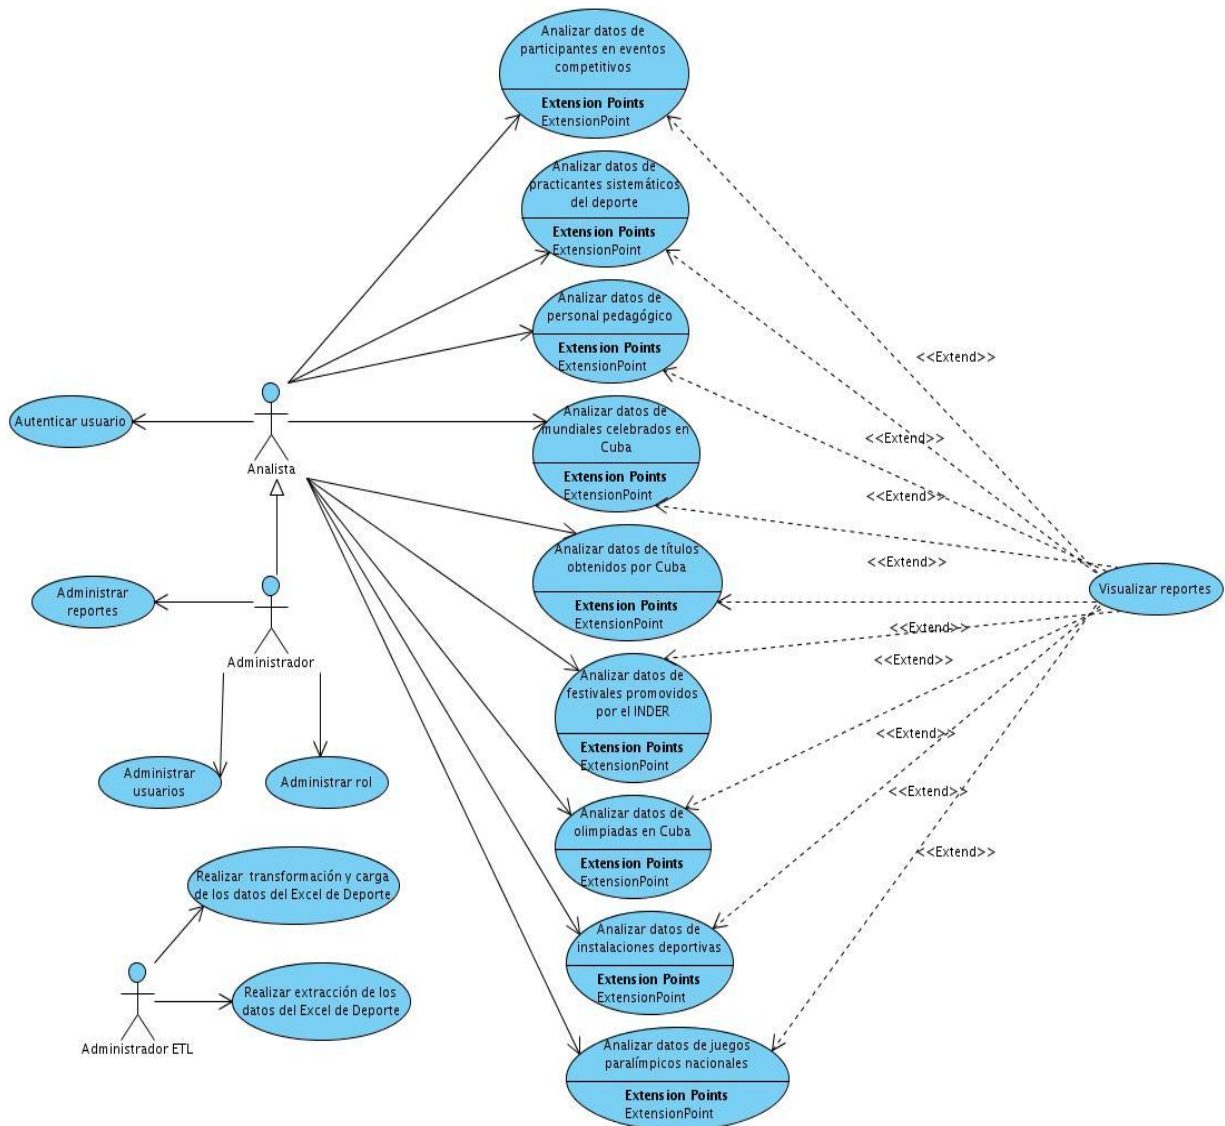 Analizar datos de
participantes en eventos
competitivos
Extension Points
ExtensionPoint
Analizar datos de
practicantes sistemáticos
del deporte
Extension Points
ExtensionPoint
Analizar datos de
personal pedagógico
Extension Points
ExtensionPoint
<<Extend>>
Autenticar usuario
Analista
Analizar datos de
mundiales celebrados en
Cuba
Extension Points
ExtensionPoint
<<Extend>>
<<Extend>>
Analizar datos de títulos
obtenidos por Cuba
Extension Points
ExtensionPoint
<<Extend>>
Visualizar reportes
Administrar
reportes
Administrador
<<Extend>>
<<Extend>>
Analizar datos de
festivales promovidos
por el INDER
Extension Points
ExtensionPoint
<<Extend>>
Administrar
usuarios
Administrar rol
Analizar datos de
olimpiadas en Cuba
Extension Points
ExtensionPoint
<<Extend>>
<<Extend>>
Realizar transformación y carga
de los datos del Excel de Deporte
Analizar datos de
instalaciones deportivas
Extension Points
ExtensionPoint
Realizar extracción de los
datos del Excel de Deporte
Administrador ETL
Analizar datos de juegos
paralímpicos nacionales
Extension Points
ExtensionPoint